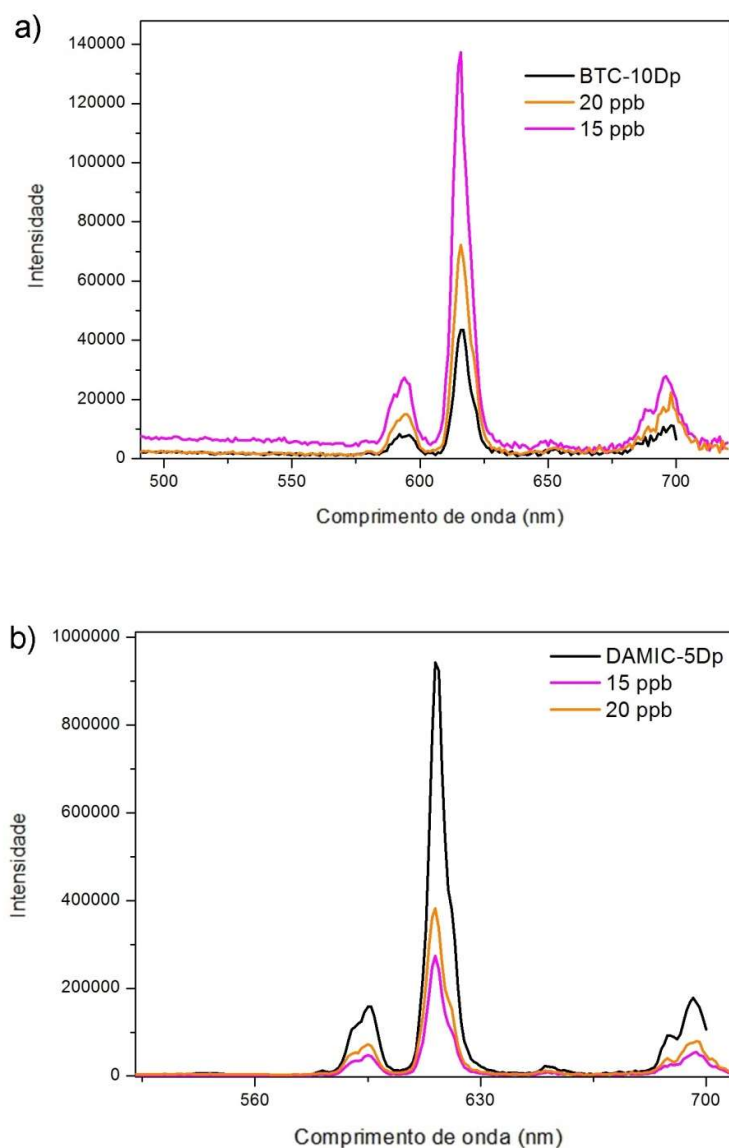 a)
140000
120000
100000
80000
60000
40000
20000
0
Intensidade
BTC-10Dp
20 ppb
15 ppb
500
550
600
650
700
Comprimento de onda (nm)
b)
1000000
800000
600000
400000
200000
0
Intensidade
DAMIC-5Dp
15 ppb
20 ppb
560
630
700
Comprimento de onda (nm)